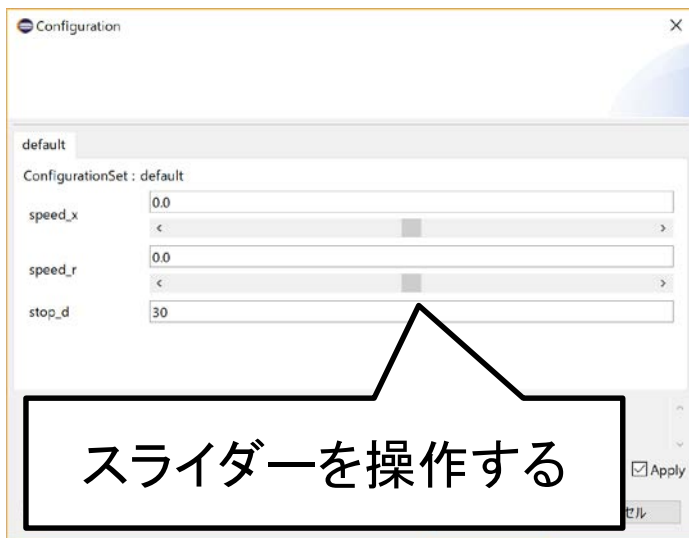 Configuration
default
ConfigurationSet : default
speed_x
0.0
speed_r
0.0
stop_d
30
スライダーを操作する
Apply
セル